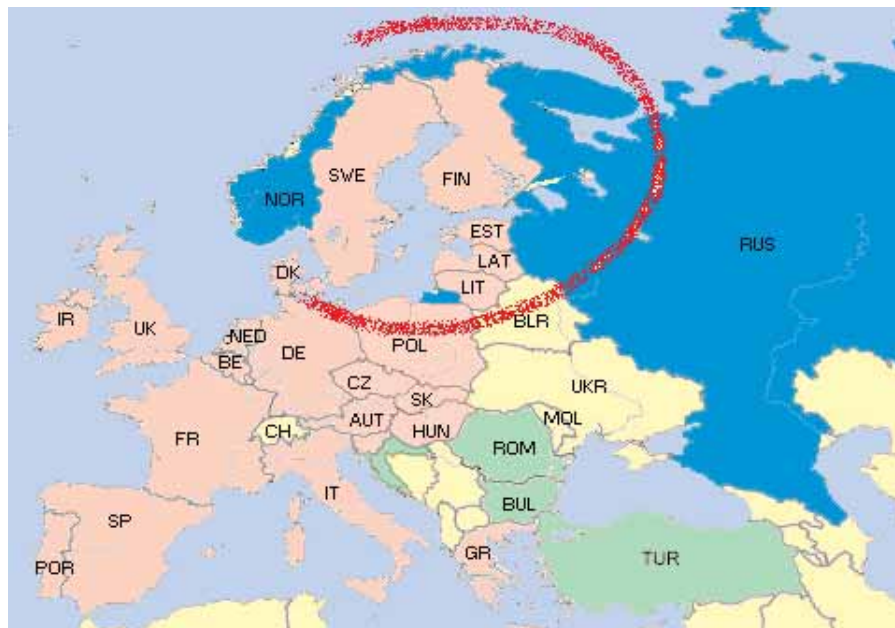 SWE
FIN
NOR
EST
RUS
LAT
DK
LIT
IR
UK
NED
BLR
BE
DE
POL
CZ
UKR
SK
AUT
MOL
FR
CH
HUN
ROM
IT
BUL
SP
GR
TUR
POR